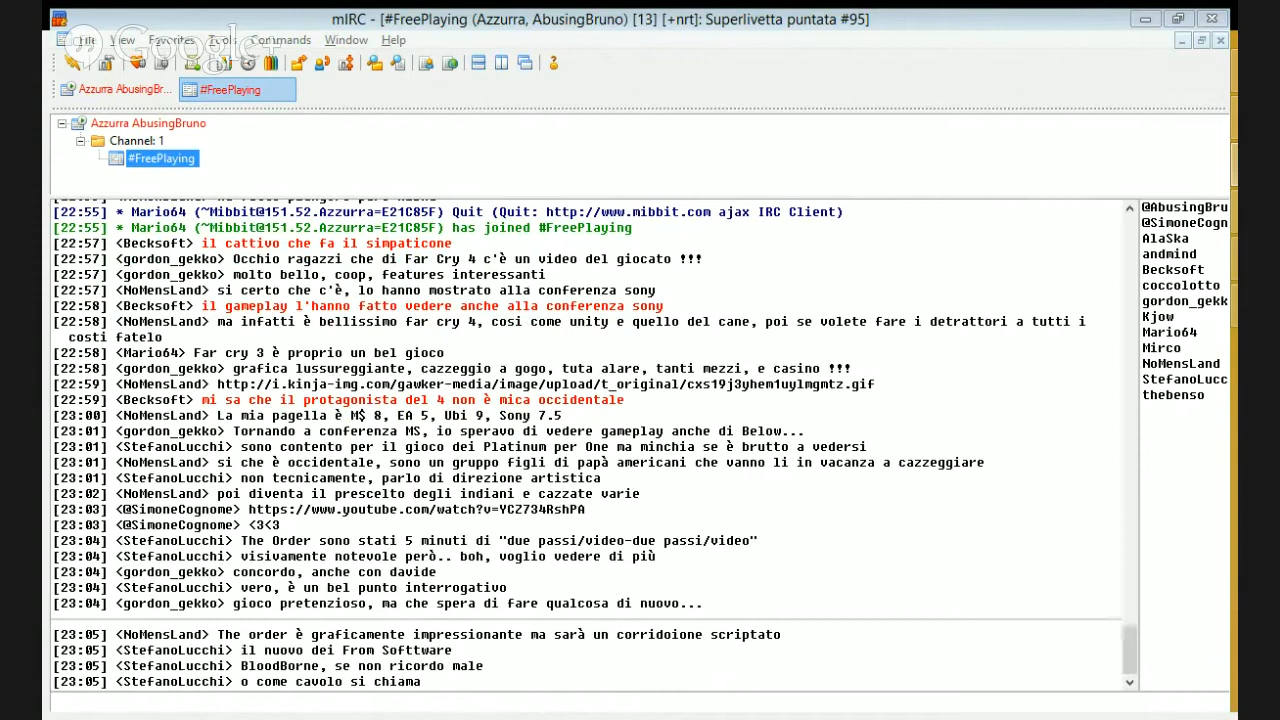 mIRC - [#FreePlaying (Azzurra, AbusingBruno) [13] [+nrt]: Superlivetta puntata #95]
File View Favorites Tools Commands Window Help
Azzurra AbusingBr... #FreePlaying
Azzurra AbusingBruno
Channel: 1
#FreePlaying
[22:55] * Mario64 (~Mibbit@151.52.Azzurra=E21C85F) Quit (Quit: http://www.mibbit.com ajax IRC Client)
[22:55] * Mario64 (~Mibbit@151.52.Azzurra=E21C85F) has joined #FreePlaying
[22:57] <Becksoft> il cattivo che fa il simpaticone
[22:57] <gordon_gekko> Occhio ragazzi che di Far Cry 4 c'è un video del giocato !!!
[22:57] <gordon_gekko> molto bello, coop, features interessanti
[22:57] <NoMensLand> si certo che c'è, lo hanno mostrato alla conferenza sony
[22:58] <Becksoft> il gameplay l'hanno fatto vedere anche alla conferenza sony
[22:58] <NoMensLand> ma infatti è bellissimo far cry 4, cosi come unity e quello del cane, poi se volete fare i detrattori a tutti i
costi fatelo
[22:58] <Mario64> Far cry 3 è proprio un bel gioco
[22:58] <gordon_gekko> grafica lussureggiante, cazzeggio a gogo, tuta alare, tanti mezzi, e casino !!!
[22:59] <NoMensLand> http://i.kinja-img.com/gawker-media/image/upload/t_original/cxs19j3yhem1uylmgmtz.gif
[22:59] <Becksoft> mi sa che il protagonista del 4 non è mica occidentale
[23:00] <NoMensLand> La mia pagella è M$ 8, EA 5, Ubi 9, Sony 7.5
[23:01] <gordon_gekko> Tornando a conferenza MS, io speravo di vedere gameplay anche di Below...
[23:01] <StefanoLucchi> sono contento per il gioco dei Platinum per One ma minchia se è brutto a vedersi
[23:01] <NoMensLand> si che è occidentale, sono un gruppo figli di papà americani che vanno li in vacanza a cazzeggiare
[23:01] <StefanoLucchi> non tecnicamente, parlo di direzione artistica
[23:02] <NoMensLand> poi diventa il prescelto degli indiani e cazzate varie
[23:03] <@SimoneCognome> https://www.youtube.com/watch?v=YCZ734RshPA
[23:03] <@SimoneCognome> <3<3
[23:04] <StefanoLucchi> The Order sono stati 5 minuti di "due passi/video-due passi/video"
[23:04] <StefanoLucchi> visivamente notevole però.. boh, voglio vedere di più
[23:04] <gordon_gekko> concordo, anche con davide
[23:04] <StefanoLucchi> vero, è un bel punto interrogativo
[23:04] <gordon_gekko> gioco pretenzioso, ma che spera di fare qualcosa di nuovo...
[23:05] <NoMensLand> The order è graficamente impressionante ma sarà un corridoione scriptato
[23:05] <StefanoLucchi> il nuovo dei From Softtware
[23:05] <StefanoLucchi> BloodBorne, se non ricordo male
[23:05] <StefanoLucchi> o come cavolo si chiama
@AbusingBru
@SimoneCogn
AlaSka
andmind
Becksoft
coccolotto
gordon_gekk
Kjow
Mario64
Mirco
NoMensLand
StefanoLucc
thebenso